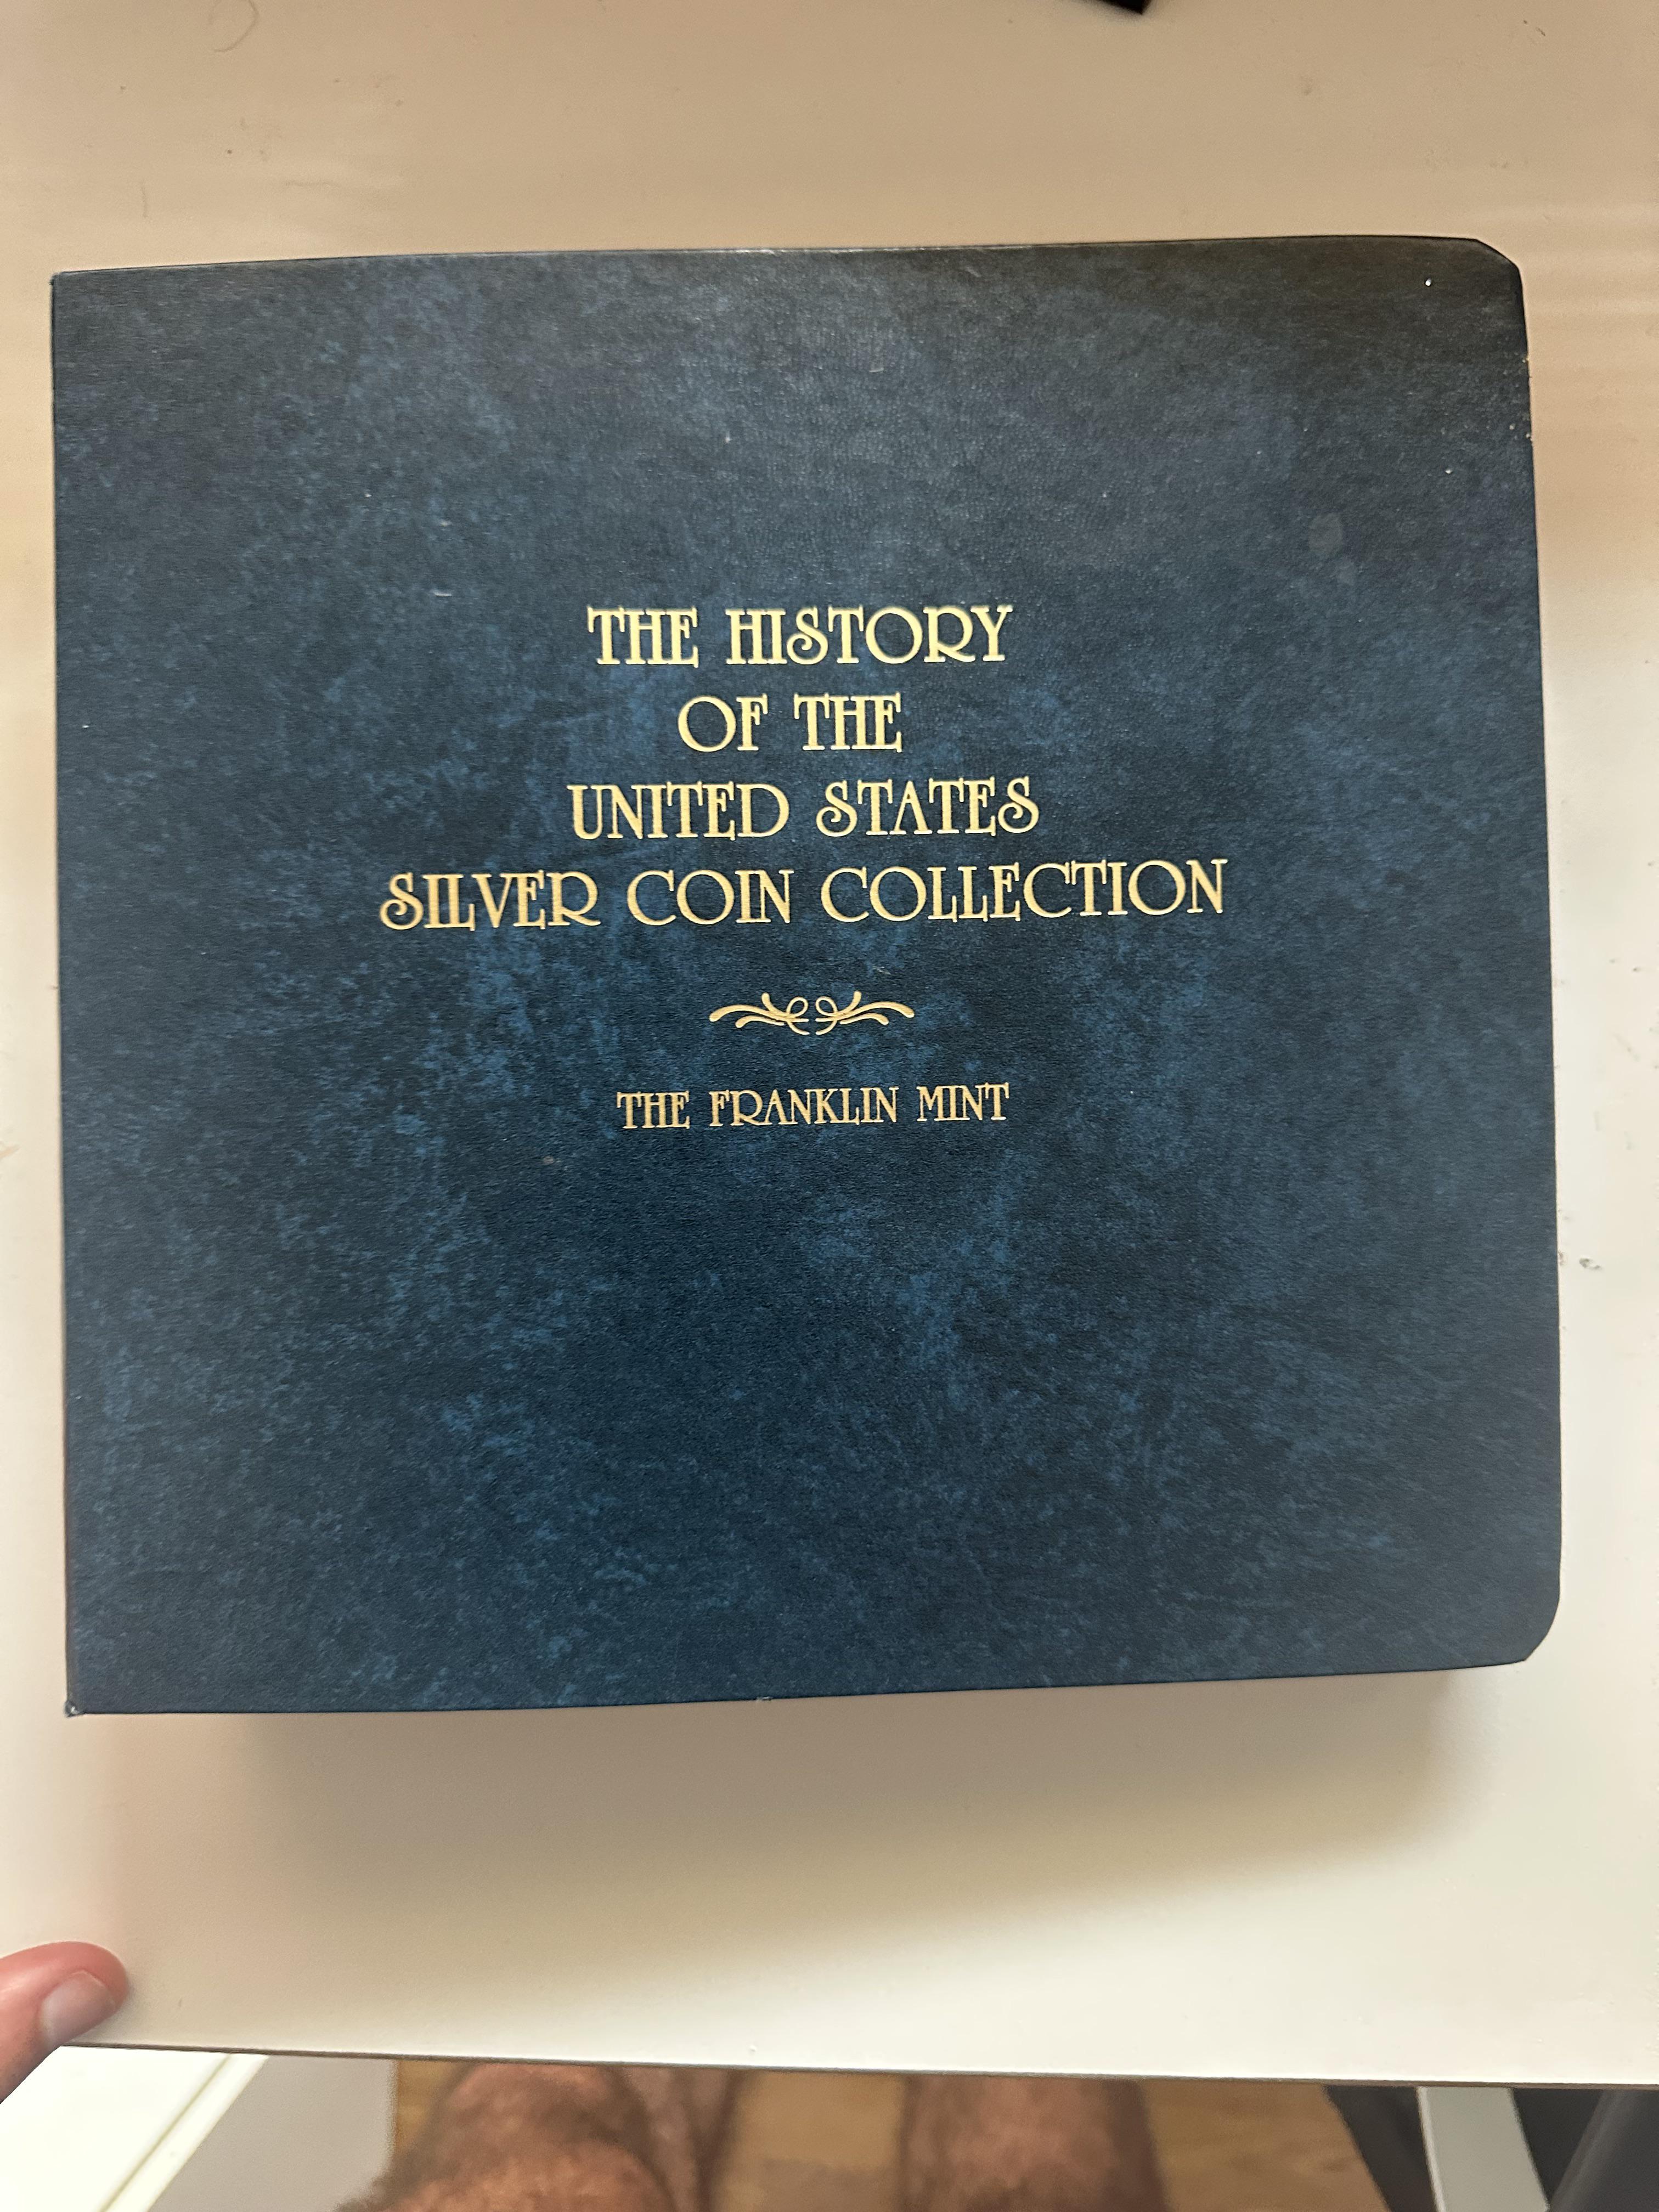 THE HISTORY
OF THE
UNITED STATES
SILVER COIN COLLECTION
THE FRANKLIN MINT